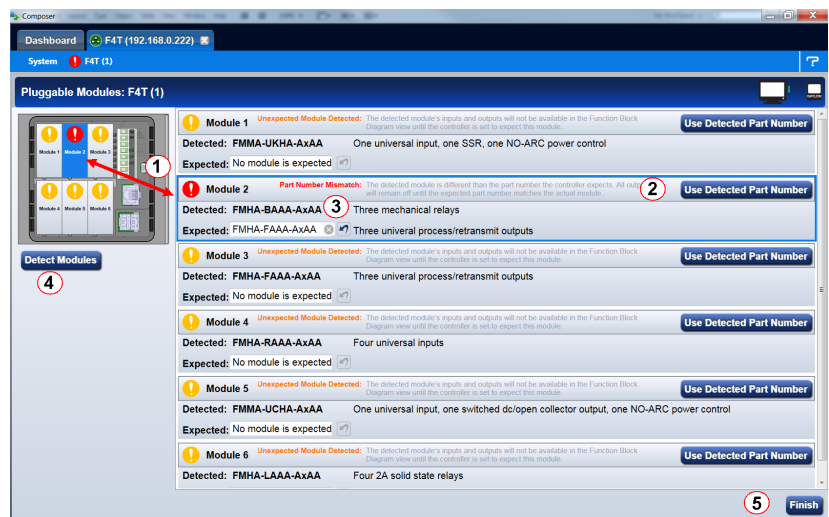 Composer
Dashboard
F4T (192.168.0.222)
System
F4T (1)
Pluggable Modules: F4T (1)
Module 1
Module 2
Module 3
Module 4
Module 5
Module 6
1
Detect Modules
4
Module 1
Unexpected Module Detected: The detected module's inputs and outputs will not be available in the Function Block
Diagram view until the controller is set to expect this module.
Use Detected Part Number
Detected: FMMA-UKHA-AxAA One universal input, one SSR, one NO-ARC power control
Expected: No module is expected
Module 2
Part Number Mismatch: The detected module is different than the part number the controller expects. All outp
will remain off until the expected part number matches the actual module.
2
Use Detected Part Number
Detected: FMHA-BAAA-AxAA 3 Three mechanical relays
Expected: FMHA-FAAA-AxAA Three univeral process/retransmit outputs
Module 3
Unexpected Module Detected: The detected module's inputs and outputs will not be available in the Function Block
Diagram view until the controller is set to expect this module.
Use Detected Part Number
Detected: FMHA-FAAA-AxAA Three univeral process/retransmit outputs
Expected: No module is expected
Module 4
Unexpected Module Detected: The detected module's inputs and outputs will not be available in the Function Block
Diagram view until the controller is set to expect this module.
Use Detected Part Number
Detected: FMHA-RAAA-AxAA Four universal inputs
Expected: No module is expected
Module 5
Unexpected Module Detected: The detected module's inputs and outputs will not be available in the Function Block
Diagram view until the controller is set to expect this module.
Use Detected Part Number
Detected: FMMA-UCHA-AxAA One universal input, one switched dc/open collector output, one NO-ARC power control
Expected: No module is expected
Module 6
Unexpected Module Detected: The detected module's inputs and outputs will not be available in the Function Block
Diagram view until the controller is set to expect this module.
Use Detected Part Number
Detected: FMHA-LAAA-AxAA Four 2A solid state relays
5
Finish